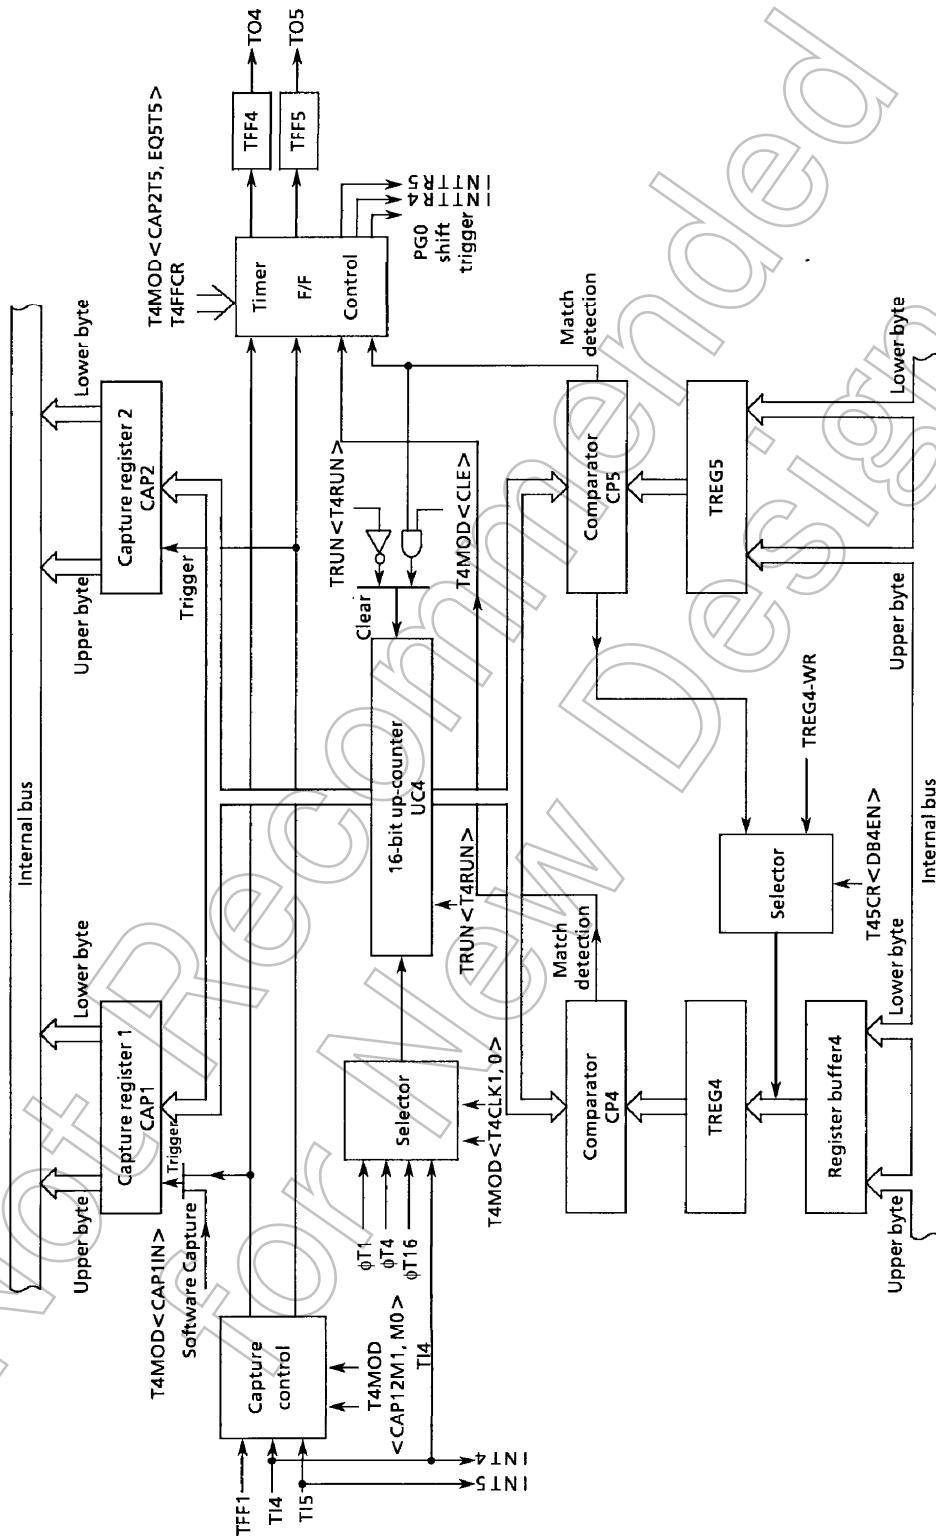 Internal bus
Upper byte
Lower byte
Upper byte
Lower byte
Capture register 1
CAP1
Capture register 2
CAP2
T4MOD<CAP1IN>
Software Capture
Trigger
Trigger
T4MOD<CAP2T5, EQ5T5>
T4FFCR
TFF1
TI4
TI5
Capture
control
T4MOD
<CAP12M1, M0>
TI4
INT4
INT5
Timer
F/F
Control
TFF4
TO4
TFF5
TO5
INTTR5
INTTR4
PG0
shift
trigger
ϕT1
ϕT4
ϕT16
Selector
T4MOD<T4CLK1, 0>
16-bit up-counter
UC4
TRUN<T4RUN>
Clear
TRUN<T4RUN>
T4MOD<CLE>
Match
detection
Match
detection
Comparator
CP4
Comparator
CP5
TREG4
TREG5
Register buffer4
Selector
TREG4-WR
T45CR<DB4EN>
Upper byte
Lower byte
Upper byte
Lower byte
Internal bus
Not Recommended
for New Design